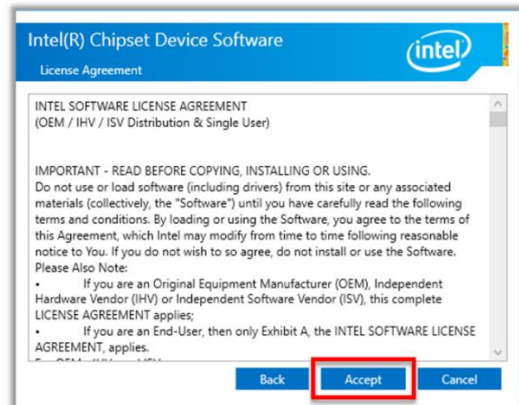 Intel(R) Chipset Device Software
intel
License Agreement
INTEL SOFTWARE LICENSE AGREEMENT
(OEM / IHV / ISV Distribution & Single User)
IMPORTANT - READ BEFORE COPYING, INSTALLING OR USING.
Do not use or load software (including drivers) from this site or any associated
materials (collectively, the "Software") until you have carefully read the following
terms and conditions. By loading or using the Software, you agree to the terms of
this Agreement, which Intel may modify from time to time following reasonable
notice to You. If you do not wish to so agree, do not install or use the Software.
Please Also Note:
• If you are an Original Equipment Manufacturer (OEM), Independent
Hardware Vendor (IHV) or Independent Software Vendor (ISV), this complete
LICENSE AGREEMENT applies;
• If you are an End-User, then only Exhibit A, the INTEL SOFTWARE LICENSE
AGREEMENT, applies.
Back Accept Cancel